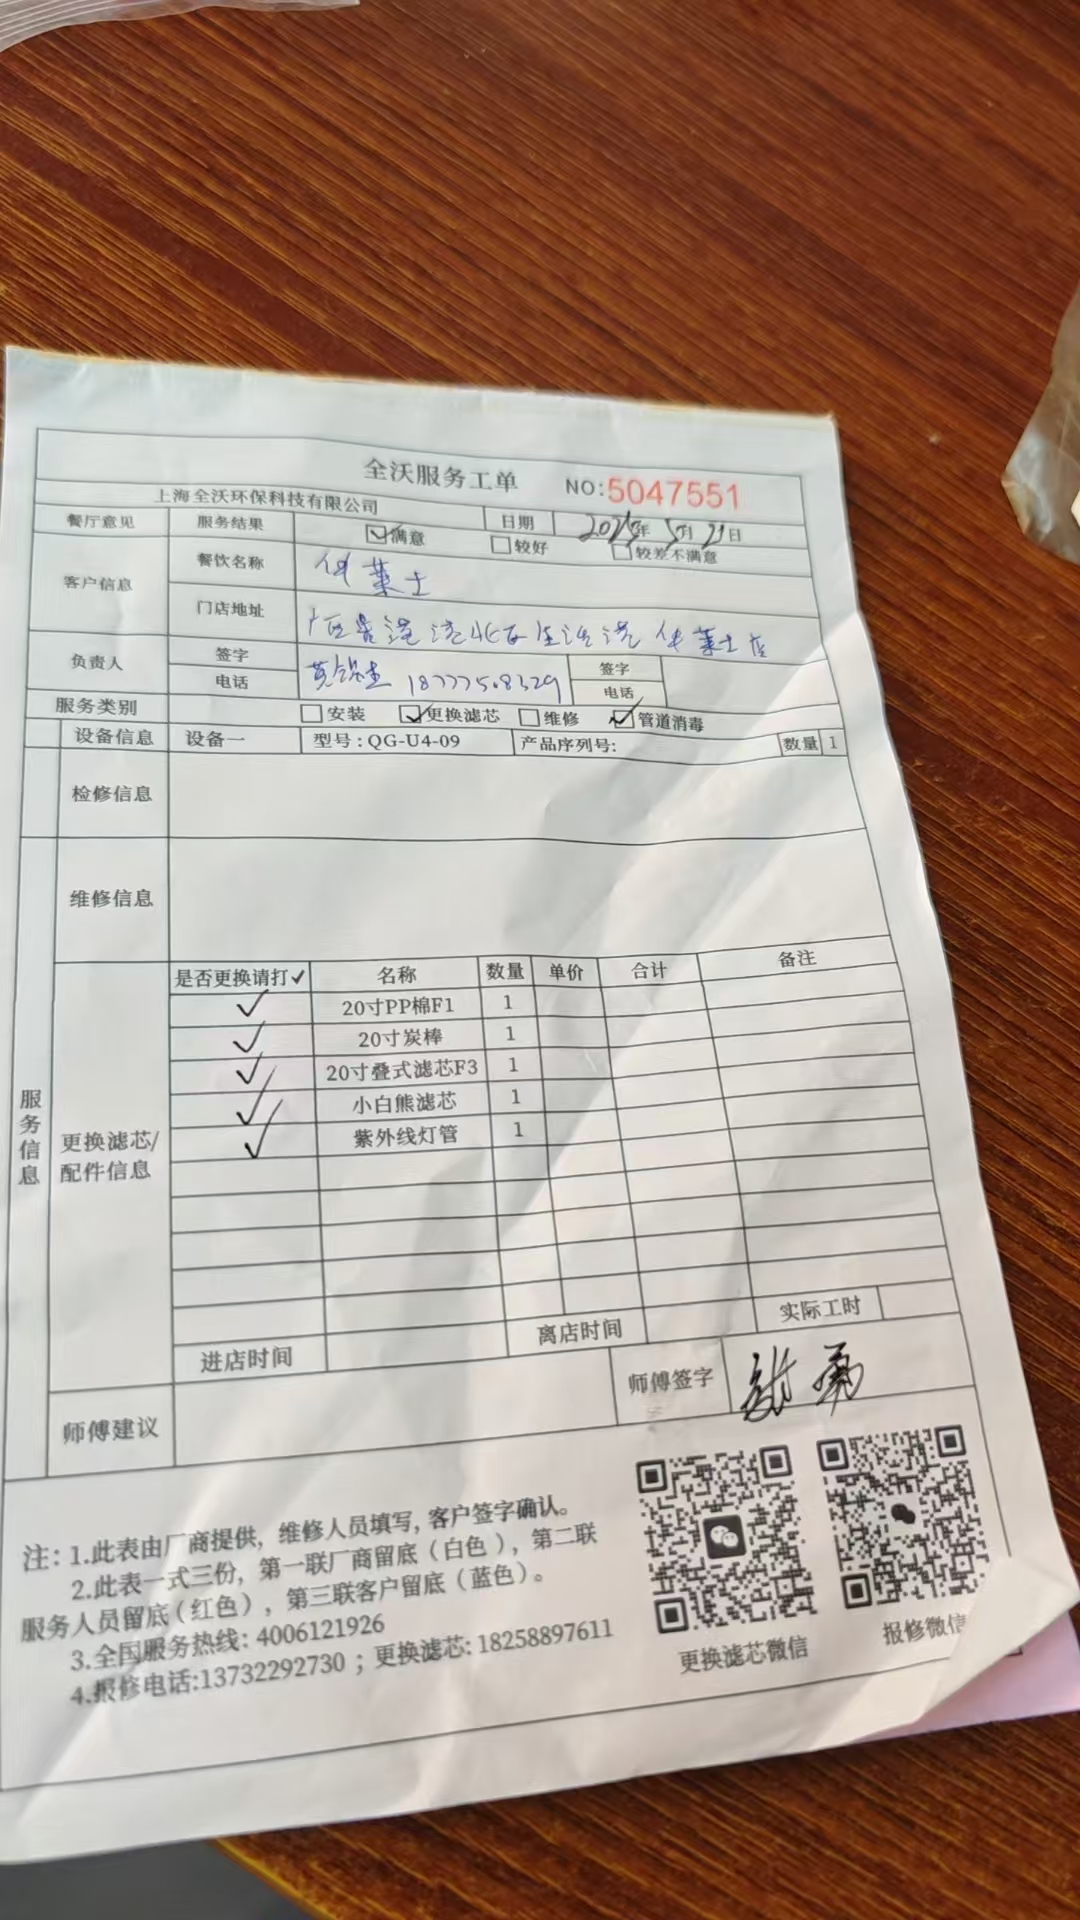 全沃服务工单 NO:5047551
上海全沃环保科技有限公司 日期 年 5月21日
餐厅意见 服务结果 ☑满意 □较好 □较差不满意
客户信息 餐饮名称 莱士
门店地址 港北区 莱士店
负责人 签字 签字
电话 18777508329 电话
服务类别 □安装 ☑更换滤芯 □维修 ☑管道消毒
设备信息 设备一 型号:QG-U4-09 产品序列号: 数量 1
检修信息
维修信息
服务信息
更换滤芯/
配件信息
是否更换请打✓ 名称 数量 单价 合计 备注
✓ 20寸PP棉F1 1
✓ 20寸炭棒 1
✓ 20寸叠式滤芯F3 1
✓ 小白熊滤芯 1
✓ 紫外线灯管 1
进店时间 离店时间 实际工时
师傅建议 师傅签字
注:1.此表由厂商提供，维修人员填写，客户签字确认。
2.此表一式三份，第一联厂商留底（白色），第二联
服务人员留底（红色），第三联客户留底（蓝色）。
3.全国服务热线: 4006121926
4.报修电话:13732292730 ；更换滤芯: 18258897611
更换滤芯微信 报修微信